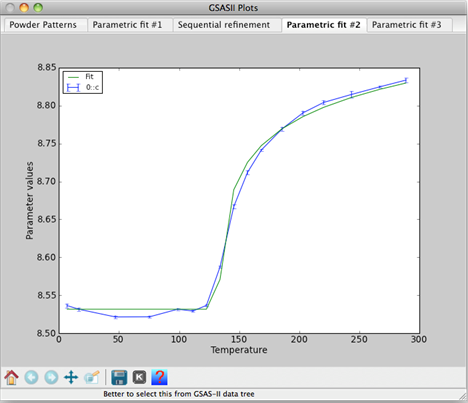 GSASII Plots
Powder Patterns
Parametric fit #1
Sequential refinement
Parametric fit #2
Parametric fit #3
Fit
0::c
8.85
8.80
8.75
8.70
8.65
8.60
8.55
8.50
Parameter values
0
50
100
150
200
250
300
Temperature
K
?
Better to select this from GSAS-II data tree